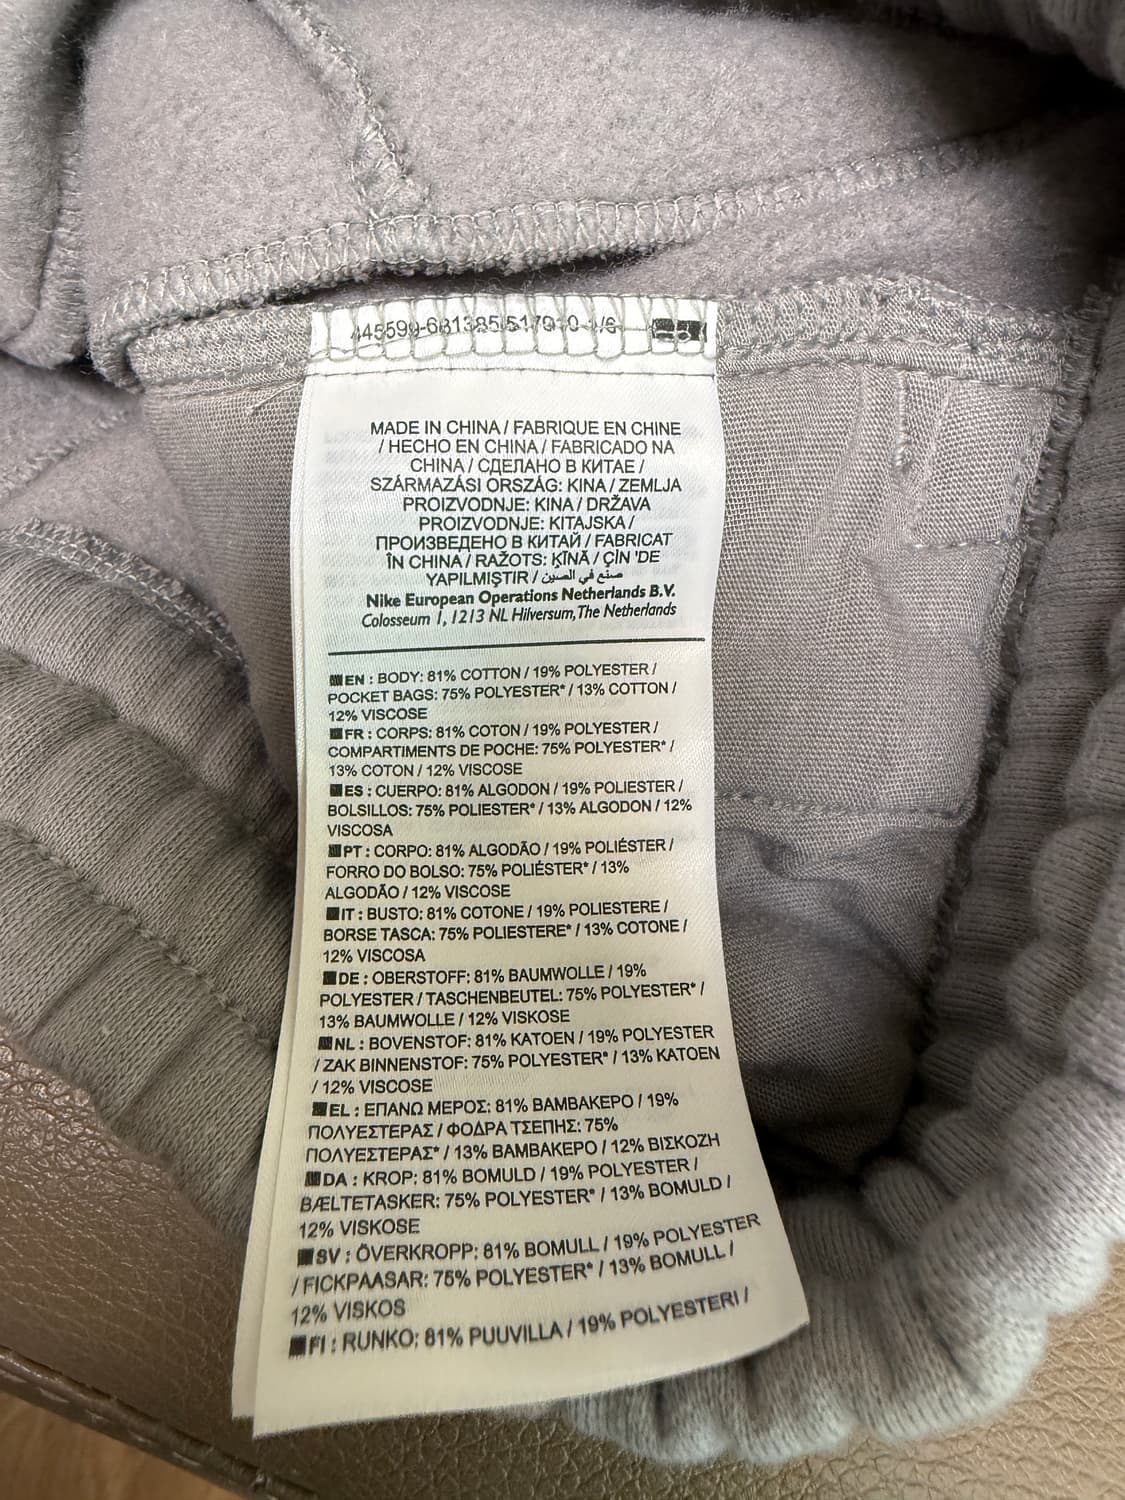 MADE IN CHINA / FABRIQUE EN CHINE
/ HECHO EN CHINA / FABRICADO NA
CHINA / СДЕЛАНО В КИТАЕ /
SZÁRMAZÁSI ORSZÁG: KINA / ZEMLJA
PROIZVODNJE: KINA / DRŽAVA
PROIZVODNJE: KITAJSKA /
ПРОИЗВЕДЕНО В КИТАЙ / FABRICAT
ÎN CHINA / RAŽOTS: ĶĪNĀ / ÇİN 'DE
YAPILMIŞTIR / صنع في الصين
Nike European Operations Netherlands B.V.
Colosseum 1, 1213 NL Hilversum, The Netherlands
EN : BODY: 81% COTTON / 19% POLYESTER /
POCKET BAGS: 75% POLYESTER* / 13% COTTON /
12% VISCOSE
FR : CORPS: 81% COTON / 19% POLYESTER /
COMPARTIMENTS DE POCHE: 75% POLYESTER* /
13% COTON / 12% VISCOSE
ES : CUERPO: 81% ALGODON / 19% POLIESTER /
BOLSILLOS: 75% POLIESTER* / 13% ALGODON / 12%
VISCOSA
PT : CORPO: 81% ALGODÃO / 19% POLIÉSTER /
FORRO DO BOLSO: 75% POLIÉSTER* / 13%
ALGODÃO / 12% VISCOSE
IT : BUSTO: 81% COTONE / 19% POLIESTERE /
BORSE TASCA: 75% POLIESTERE* / 13% COTONE /
12% VISCOSA
DE : OBERSTOFF: 81% BAUMWOLLE / 19%
POLYESTER / TASCHENBEUTEL: 75% POLYESTER* /
13% BAUMWOLLE / 12% VISKOSE
NL : BOVENSTOF: 81% KATOEN / 19% POLYESTER
/ ZAK BINNENSTOF: 75% POLYESTER* / 13% KATOEN
/ 12% VISCOSE
EL : ΕΠΑΝΩ ΜΕΡΟΣ: 81% ΒΑΜΒΑΚΕΡΟ / 19%
ΠΟΛΥΕΣΤΕΡΑΣ / ΦΟΔΡΑ ΤΣΕΠΗΣ: 75%
ΠΟΛΥΕΣΤΕΡΑΣ* / 13% ΒΑΜΒΑΚΕΡΟ / 12% ΒΙΣΚΟΖΗ
DA : KROP: 81% BOMULD / 19% POLYESTER /
BÆLTETASKER: 75% POLYESTER* / 13% BOMULD /
12% VISKOSE
SV : ÖVERKROPP: 81% BOMULL / 19% POLYESTER
/ FICKPAASAR: 75% POLYESTER* / 13% BOMULL /
12% VISKOS
FI : RUNKO: 81% PUUVILLA / 19% POLYESTERI /